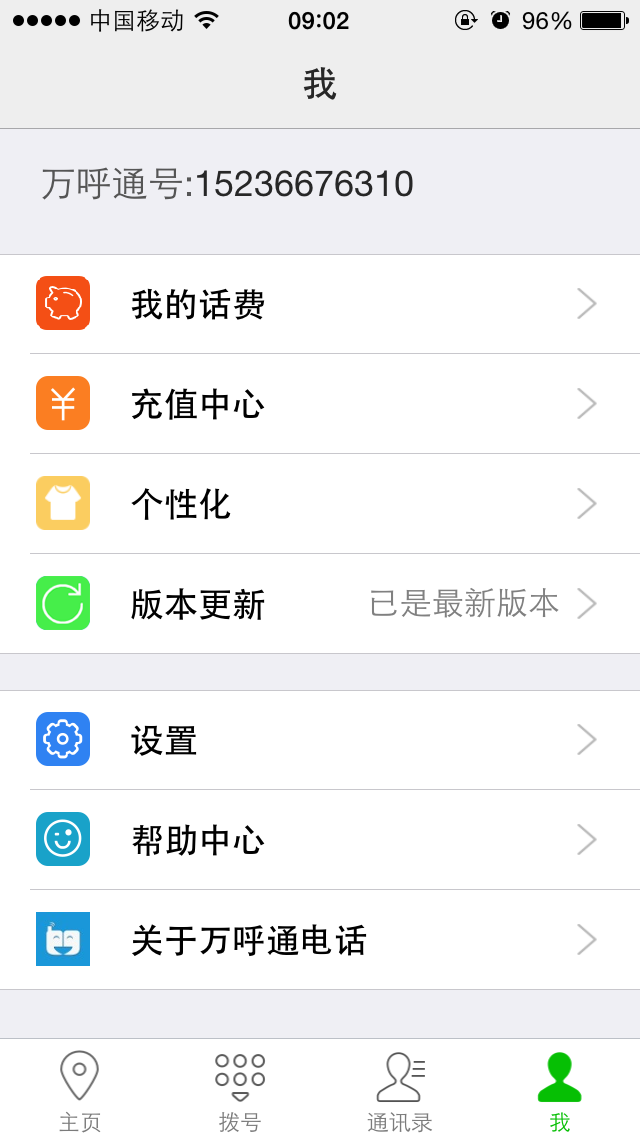 中国移动 09:02 96%
我
万呼通号:15236676310
我的话费
充值中心
个性化
版本更新 已是最新版本
设置
帮助中心
关于万呼通电话
主页 拨号 通讯录 我